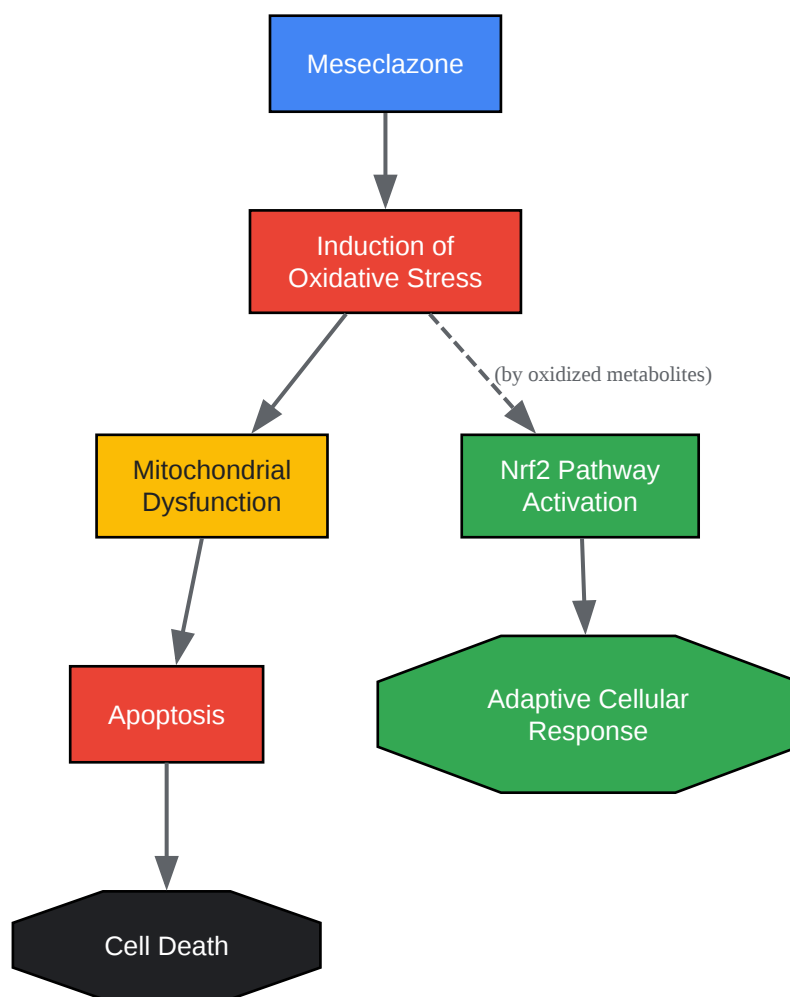 Meseclazone
Induction of
Oxidative Stress
(by oxidized metabolites)
Mitochondrial
Dysfunction
Nrf2 Pathway
Activation
Apoptosis
Adaptive Cellular
Response
Cell Death